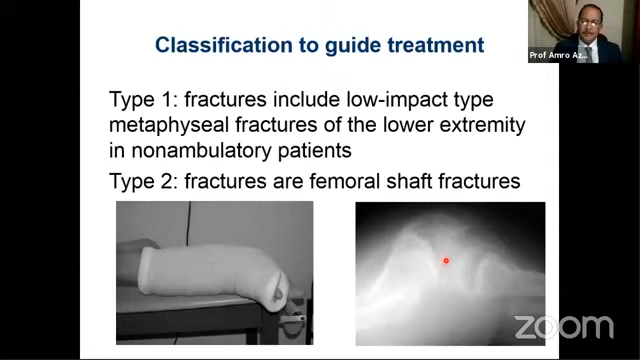 Classification to guide treatment
Prof Amro Az...
Type 1: fractures include low-impact type
metaphyseal fractures of the lower extremity
in nonambulatory patients
Type 2: fractures are femoral shaft fractures
zoom